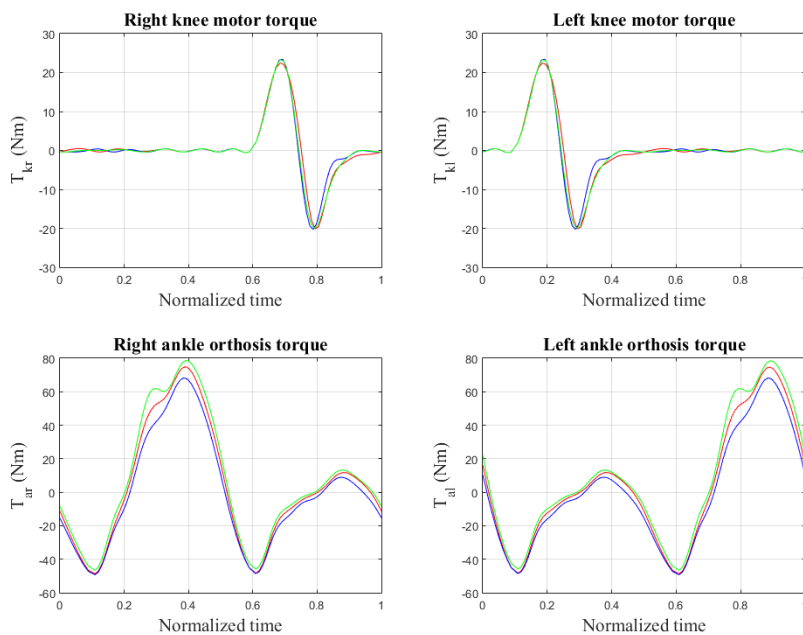 Right knee motor torque
30
20
10
0
-10
-20
-30
T_kr (Nm)
0 0.2 0.4 0.6 0.8 1
Normalized time
Left knee motor torque
30
20
10
0
-10
-20
-30
T_kl (Nm)
0 0.2 0.4 0.6 0.8 1
Normalized time
Right ankle orthosis torque
80
60
40
20
0
-20
-40
-60
T_ar (Nm)
0 0.2 0.4 0.6 0.8 1
Normalized time
Left ankle orthosis torque
80
60
40
20
0
-20
-40
-60
T_al (Nm)
0 0.2 0.4 0.6 0.8
Normalized time